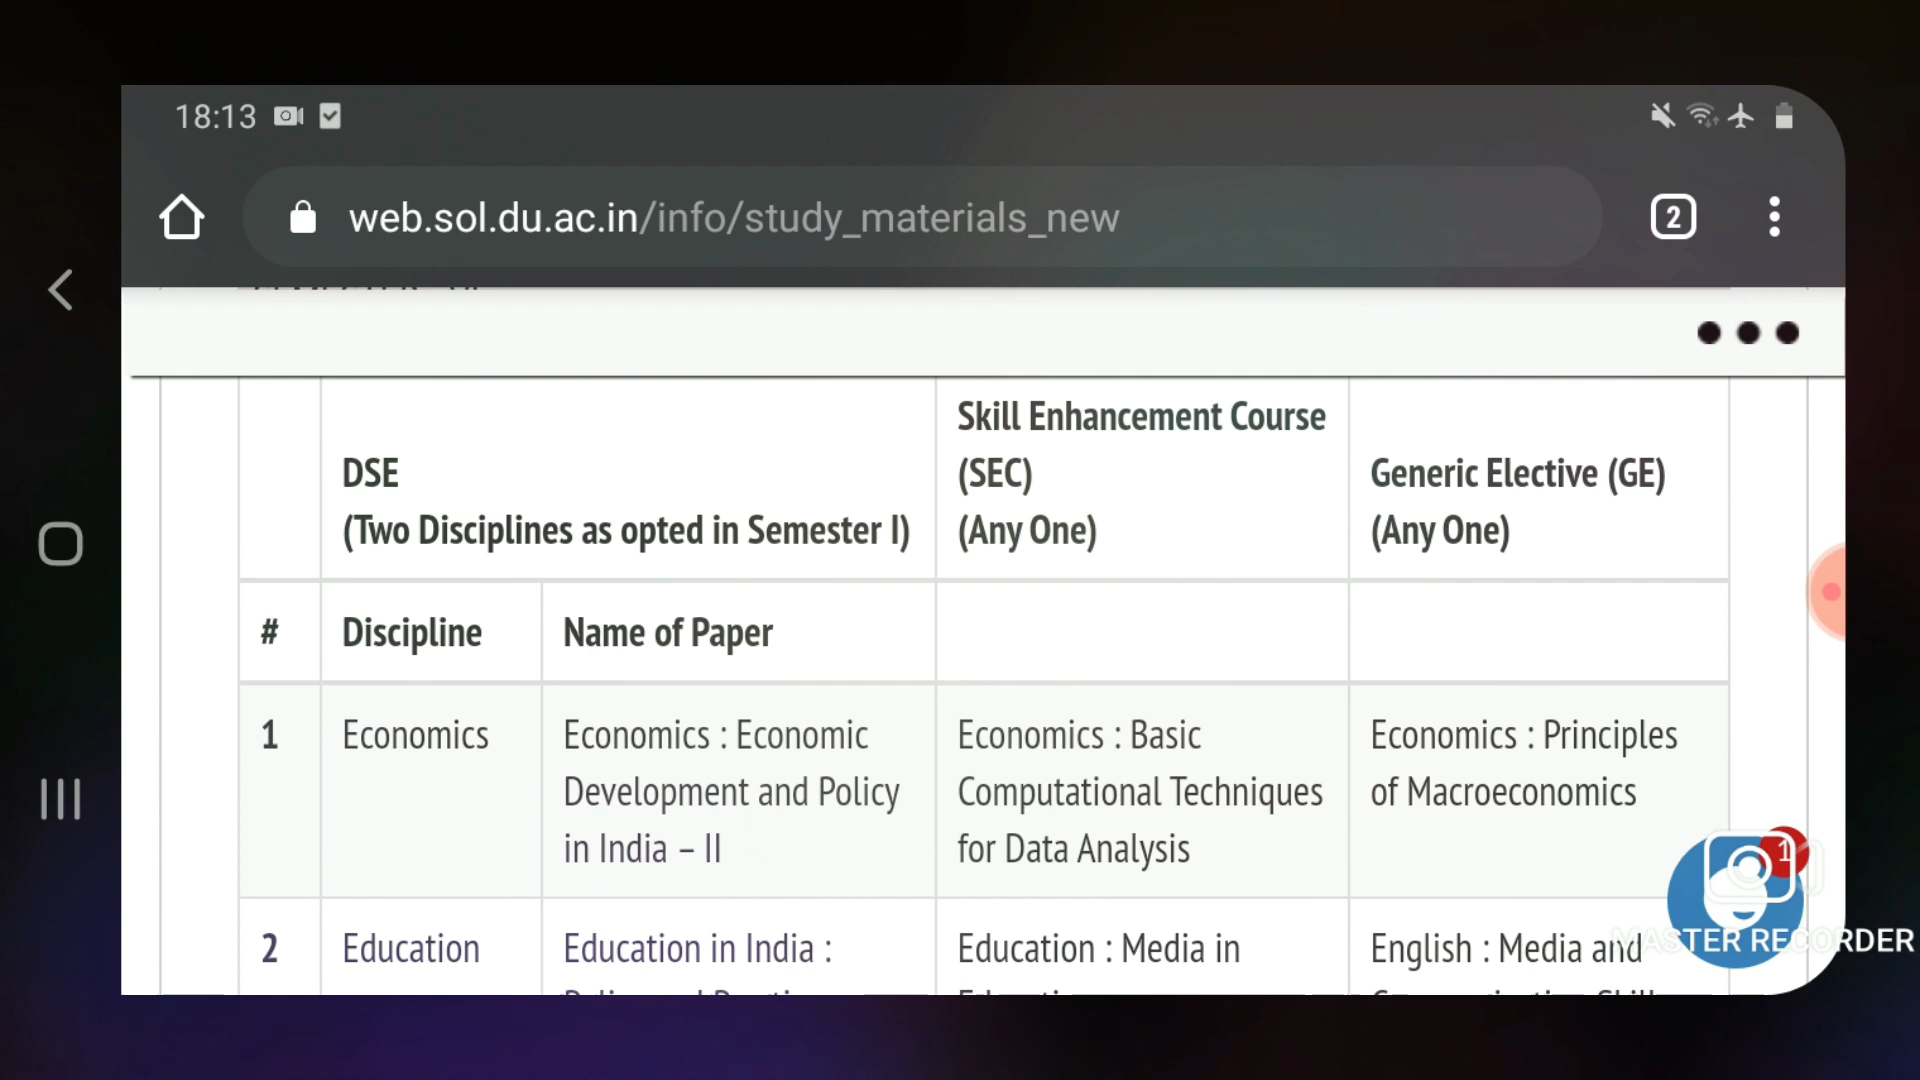 18:13
web.sol.du.ac.in/info/study_materials_new
2
DSE
(Two Disciplines as opted in Semester I)
Skill Enhancement Course
(SEC)
(Any One)
Generic Elective (GE)
(Any One)
# Discipline Name of Paper
1 Economics
Economics : Economic
Development and Policy
in India – II
Economics : Basic
Computational Techniques
for Data Analysis
Economics : Principles
of Macroeconomics
2 Education
Education in India :
Education : Media in
English : Media and
1
MASTER RECORDER